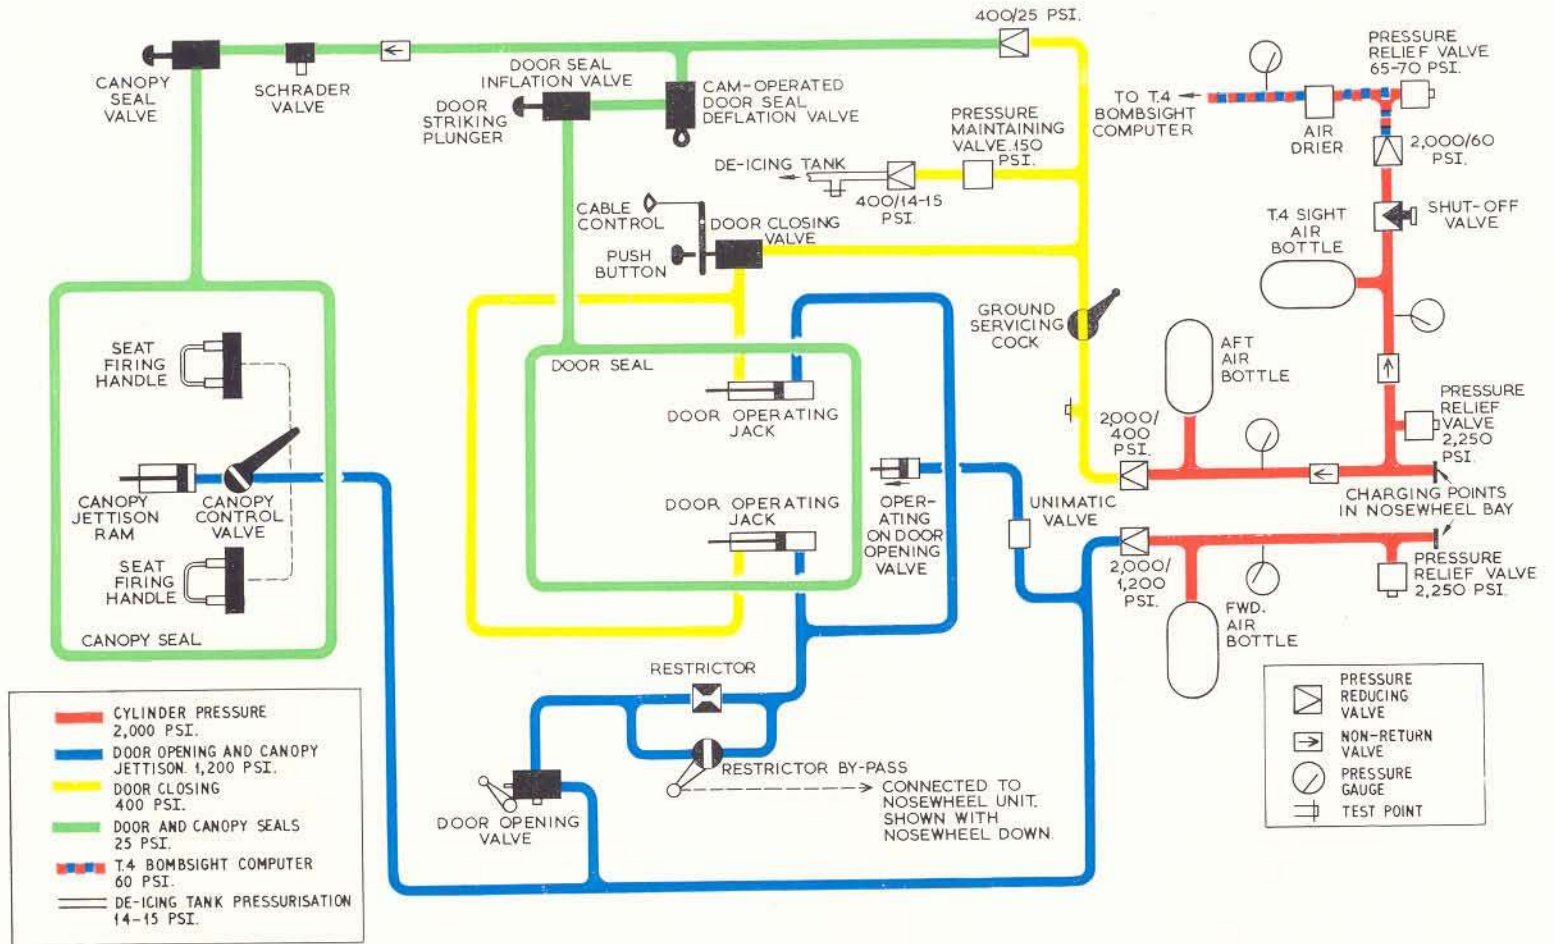 400/25 PSI.
PRESSURE
RELIEF VALVE
65-70 PSI.
CANOPY
SEAL
VALVE
SCHRADER
VALVE
DOOR SEAL
INFLATION VALVE
DOOR
STRIKING
PLUNGER
CAM-OPERATED
DOOR SEAL
DEFLATION VALVE
PRESSURE
MAINTAINING
VALVE.150
PSI.
TO T.4
BOMBSIGHT
COMPUTER
AIR
DRIER
2,000/60
PSI.
DE-ICING TANK
400/14-15
PSI.
CABLE
CONTROL
DOOR CLOSING
VALVE
PUSH
BUTTON
T.4 SIGHT
AIR
BOTTLE
SHUT-OFF
VALVE
GROUND
SERVICING
COCK
AFT
AIR
BOTTLE
SEAT
FIRING
HANDLE
DOOR SEAL
DOOR OPERATING
JACK
2,000/
400
PSI.
PRESSURE
RELIEF
VALVE
2,250
PSI.
CANOPY
JETTISON
RAM
CANOPY
CONTROL
VALVE
DOOR OPERATING
JACK
OPER-
ATING
ON DOOR
OPENING
VALVE
UNIMATIC
VALVE
CHARGING POINTS
IN NOSEWHEEL BAY
SEAT
FIRING
HANDLE
2,000/
1,200
PSI.
PRESSURE
RELIEF VALVE
2,250 PSI.
FWD.
AIR
BOTTLE
CANOPY SEAL
RESTRICTOR
RESTRICTOR BY-PASS
CONNECTED TO
NOSEWHEEL UNIT.
SHOWN WITH
NOSEWHEEL DOWN.
DOOR OPENING
VALVE
CYLINDER PRESSURE
2,000 PSI.
DOOR OPENING AND CANOPY
JETTISON. 1,200 PSI.
DOOR CLOSING
400 PSI.
DOOR AND CANOPY SEALS
25 PSI.
T.4 BOMBSIGHT COMPUTER
60 PSI.
DE-ICING TANK PRESSURISATION
14-15 PSI.
PRESSURE
REDUCING
VALVE
NON-RETURN
VALVE
PRESSURE
GAUGE
TEST POINT